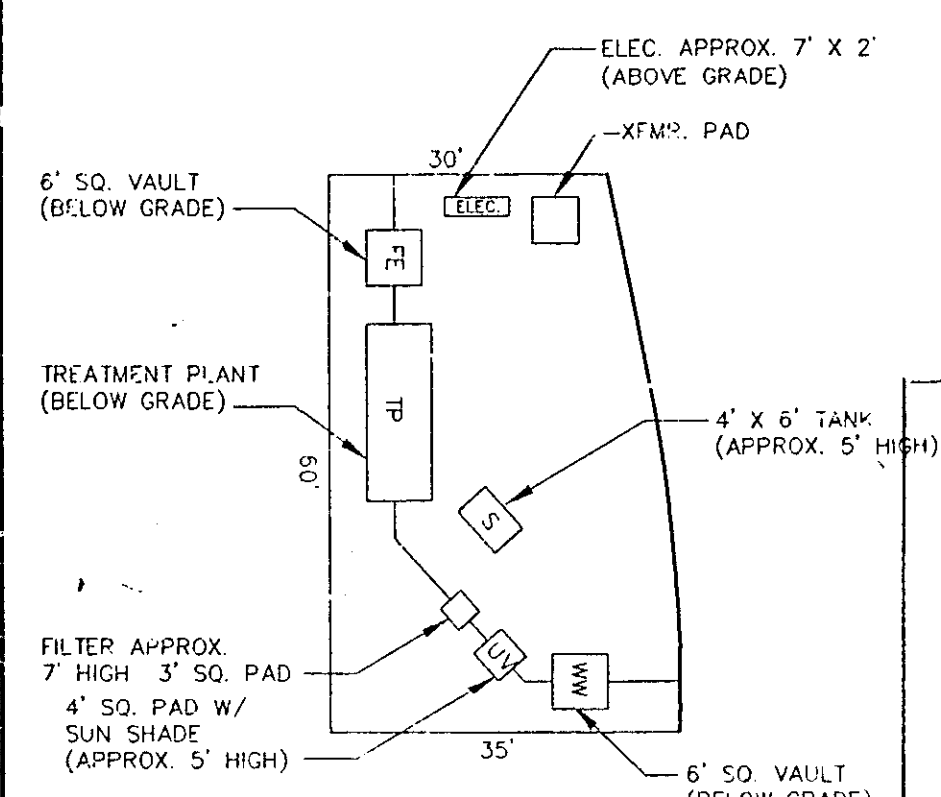 ELEC. APPROX. 7' X 2'
(ABOVE GRADE)
XFMR. PAD
30'
6' SQ. VAULT
(BELOW GRADE)
ELEC.
FE
TREATMENT PLANT
(BELOW GRADE)
TP
4' X 6' TANK
(APPROX. 5' HIGH)
60'
S
FILTER APPROX.
7' HIGH 3' SQ. PAD
UV
WW
4' SQ. PAD W/
SUN SHADE
(APPROX. 5' HIGH)
35'
6' SQ. VAULT
(BELOW GRADE)